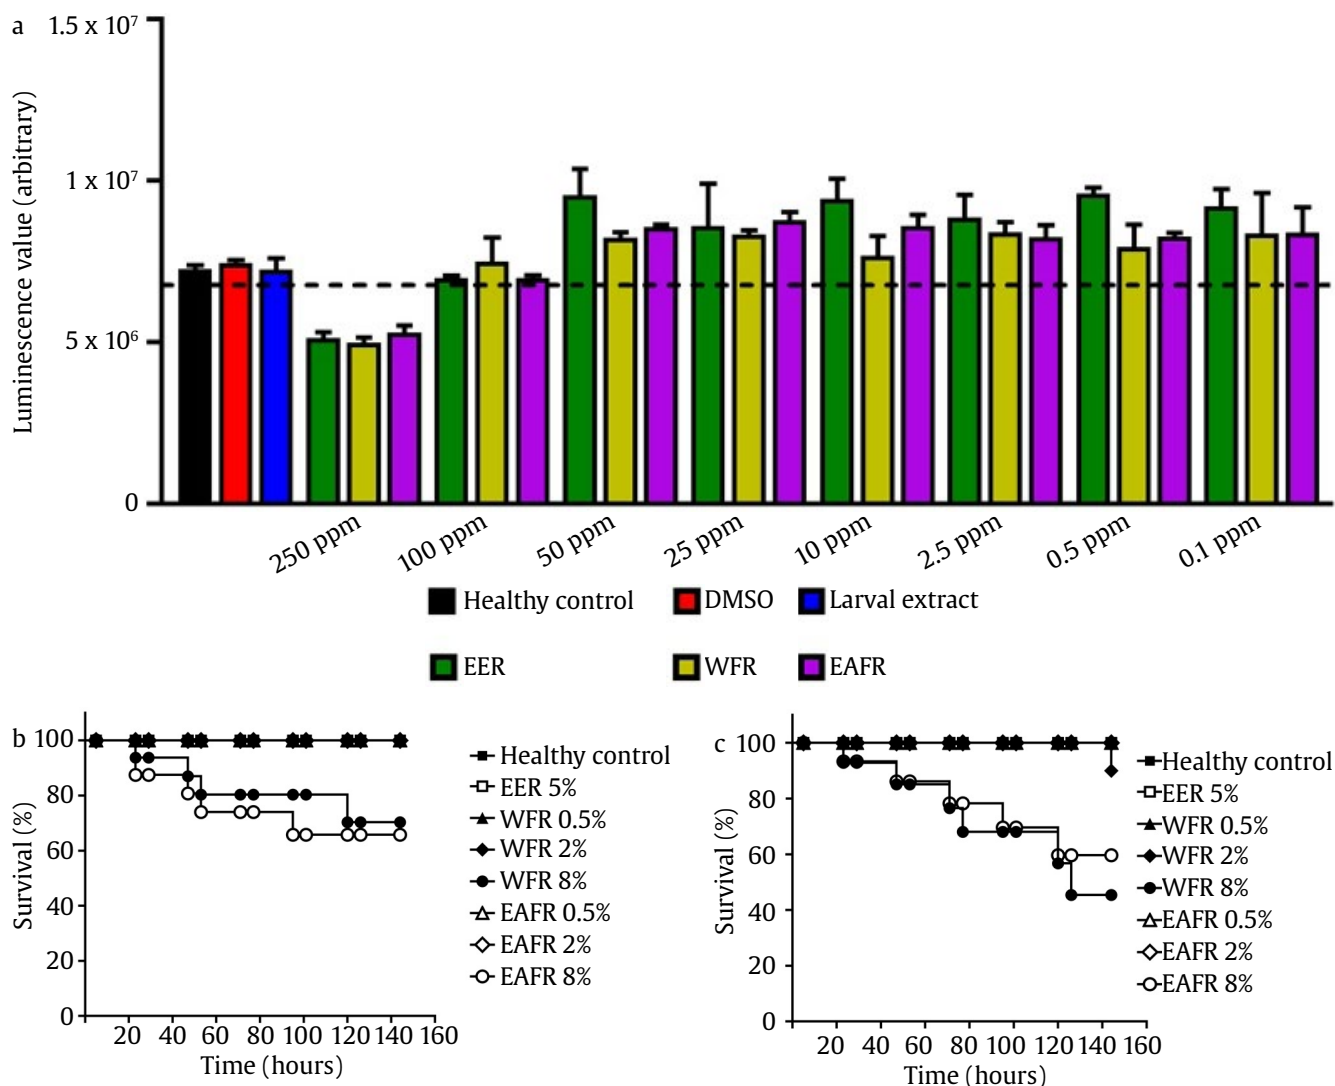 a
1.5 x 10⁷
1 x 10⁷
5 x 10⁶
0
Luminescence value (arbitrary)
250 ppm 100 ppm 50 ppm 25 ppm 10 ppm 2.5 ppm 0.5 ppm 0.1 ppm
Healthy control DMSO Larval extract
EER WFR EAFR
b
100
80
60
40
20
0
Survival (%)
20 40 60 80 100 120 140 160
Time (hours)
Healthy control
EER 5%
WFR 0.5%
WFR 2%
WFR 8%
EAFR 0.5%
EAFR 2%
EAFR 8%
c
100
80
60
40
20
0
Survival (%)
20 40 60 80 100 120 140 160
Time (hours)
Healthy control
EER 5%
WFR 0.5%
WFR 2%
WFR 8%
EAFR 0.5%
EAFR 2%
EAFR 8%